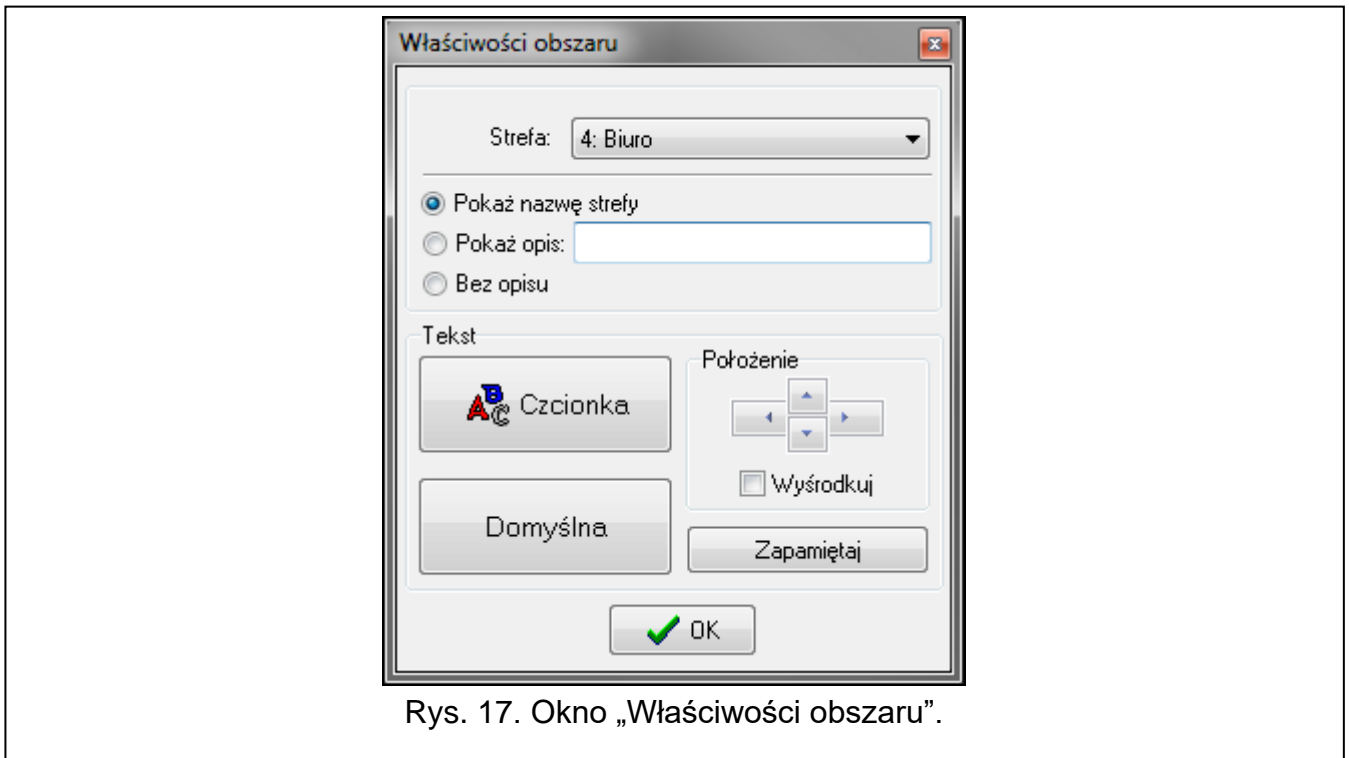 Właściwości obszaru
Strefa: 4: Biuro
Pokaż nazwę strefy
Pokaż opis:
Bez opisu
Tekst
ABC Czcionka
Położenie
Wyśrodkuj
Domyślna
Zapamiętaj
OK
Rys. 17. Okno „Właściwości obszaru”.